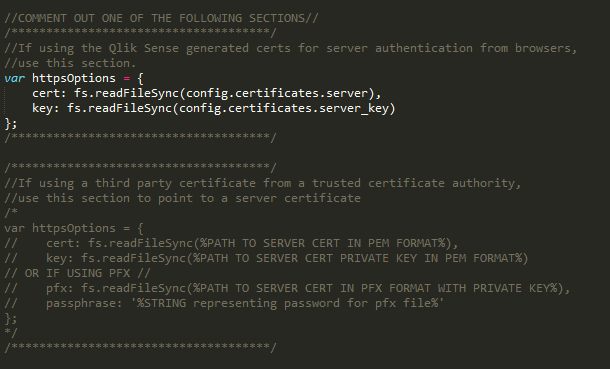 //COMMENT OUT ONE OF THE FOLLOWING SECTIONS//
/*************************************/
//If using the Qlik Sense generated certs for server authentication from browsers,
//use this section.
var httpsOptions = {
    cert: fs.readFileSync(config.certificates.server),
    key: fs.readFileSync(config.certificates.server_key)
};
/*************************************/

/*************************************/
//If using a third party certificate from a trusted certificate authority,
//use this section to point to a server certificate
/*
var httpsOptions = {
//    cert: fs.readFileSync(%PATH TO SERVER CERT IN PEM FORMAT%),
//    key: fs.readFileSync(%PATH TO SERVER CERT PRIVATE KEY IN PEM FORMAT%)
// OR IF USING PFX //
//    pfx: fs.readFileSync(%PATH TO SERVER CERT IN PFX FORMAT WITH PRIVATE KEY%),
//    passphrase: '%STRING representing password for pfx file%'
};
*/
/*************************************/